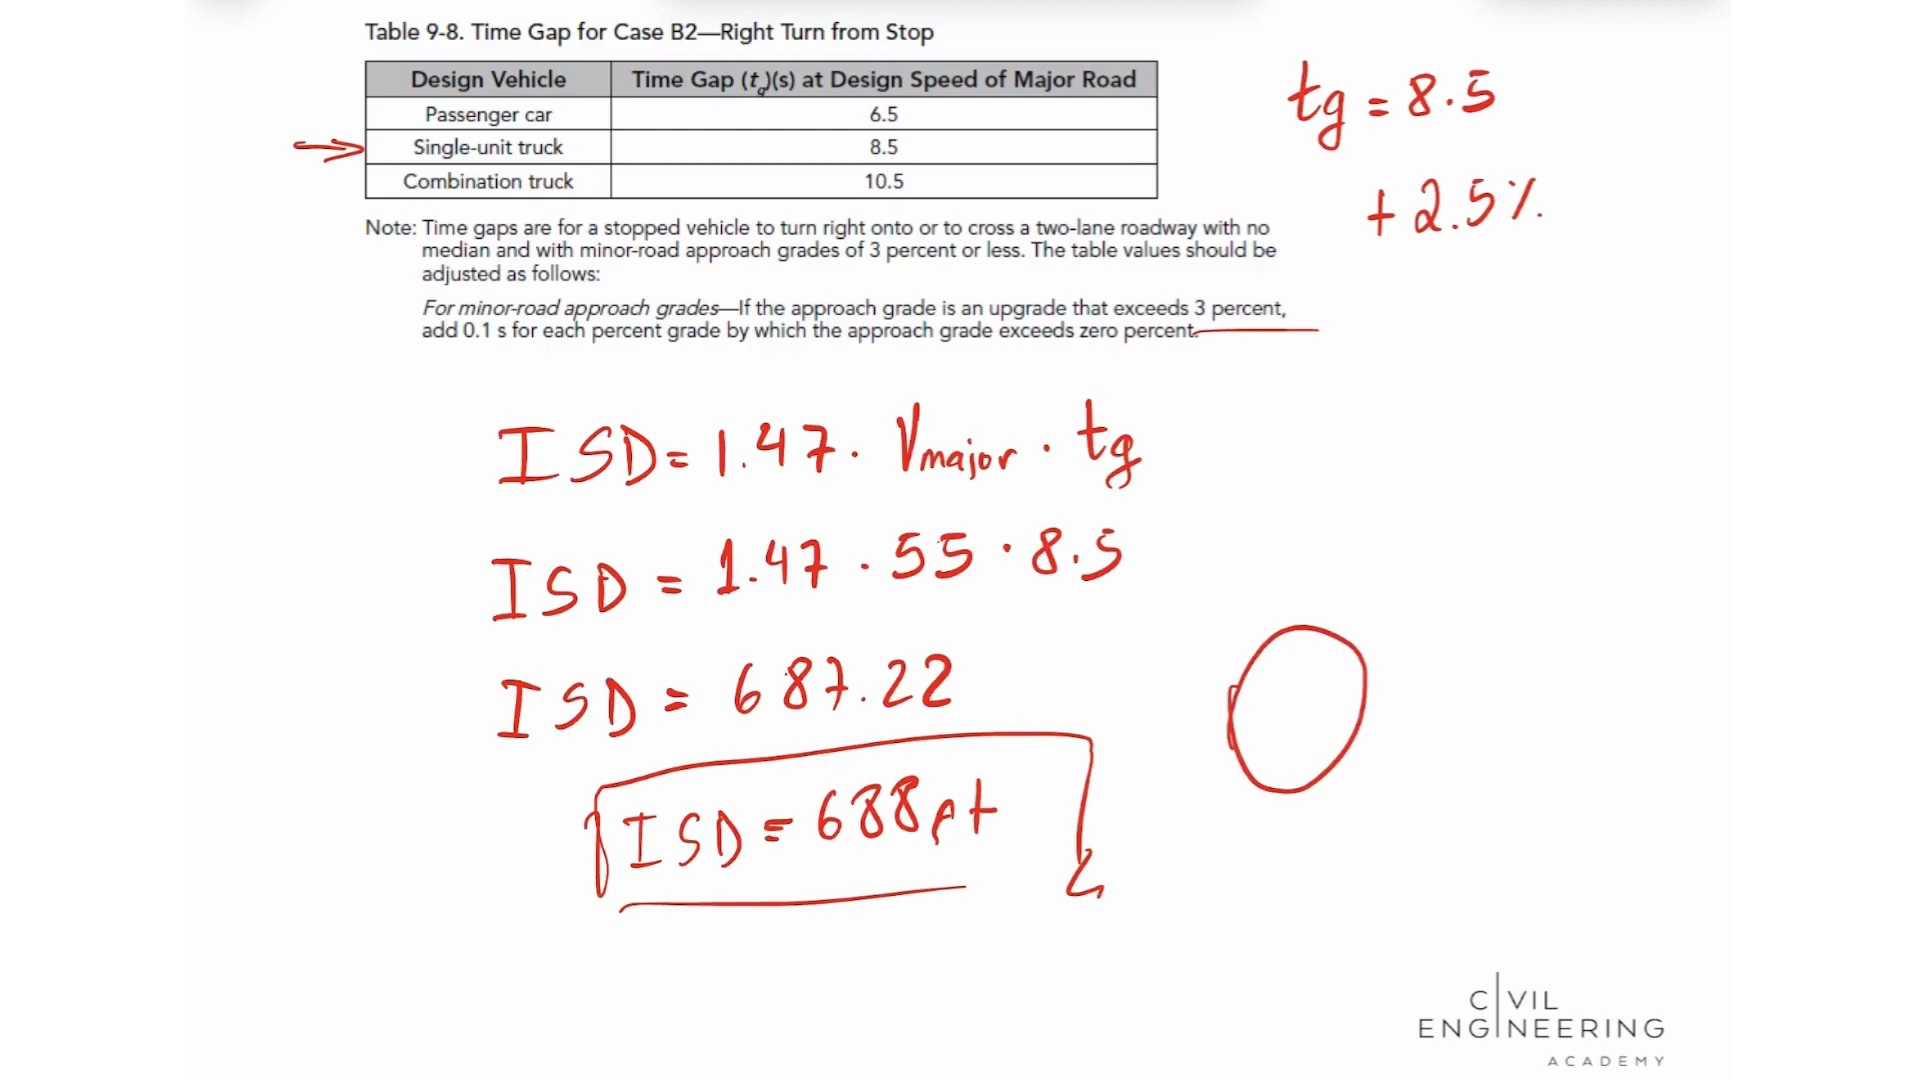 Table 9-8. Time Gap for Case B2—Right Turn from Stop
Design Vehicle Time Gap (tg)(s) at Design Speed of Major Road
Passenger car 6.5
Single-unit truck 8.5
Combination truck 10.5
Note: Time gaps are for a stopped vehicle to turn right onto or to cross a two-lane roadway with no
median and with minor-road approach grades of 3 percent or less. The table values should be
adjusted as follows:
For minor-road approach grades—If the approach grade is an upgrade that exceeds 3 percent,
add 0.1 s for each percent grade by which the approach grade exceeds zero percent.
tg = 8.5
+ 2.5%
ISD = 1.47 · Vmajor · tg
ISD = 1.47 · 55 · 8.5
ISD = 687.22
ISD = 688 ft
CIVIL
ENGINEERING
ACADEMY